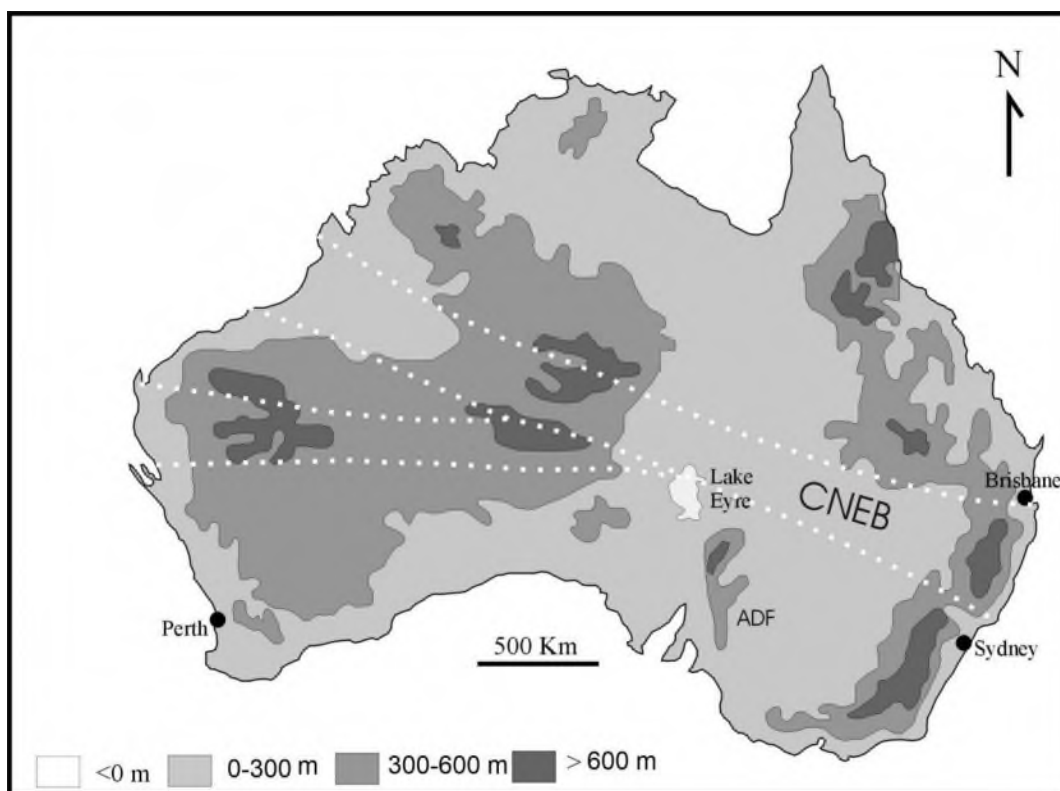 N
Lake
Eyre
CNEB
Brisbane
ADF
Perth
500 Km
Sydney
<0 m
0-300 m
300-600 m
> 600 m